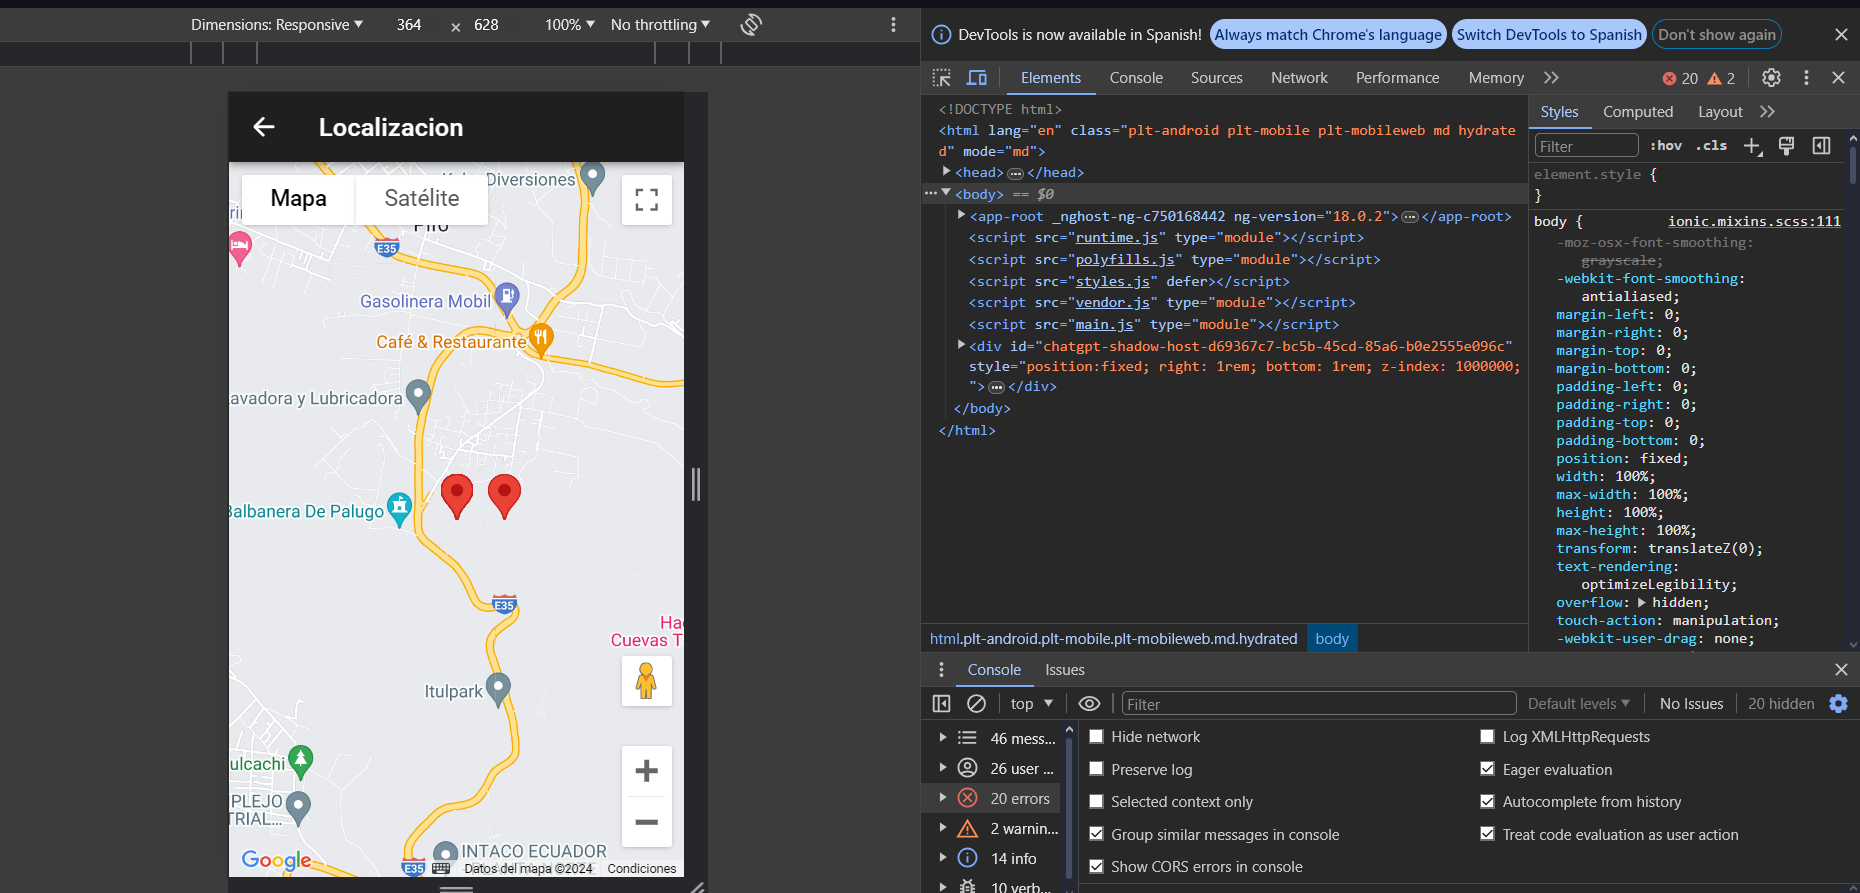 Dimensions: Responsive ▼ 364 × 628 100% ▼ No throttling ▼
Localizacion
Diversiones
Mapa Satélite
E35
Gasolinera Mobil
Café & Restaurante
avadora y Lubricadora
Balbanera De Palugo
E35
Ha
Cuevas T
Itulpark
ulcachi
PLEJO
TRIAL...
INTACO ECUADOR
Google
E35 Datos del mapa ©2024 Condiciones
DevTools is now available in Spanish! Always match Chrome's language Switch DevTools to Spanish Don't show again
Elements Console Sources Network Performance Memory 20 2
<!DOCTYPE html>
<html lang="en" class="plt-android plt-mobile plt-mobileweb md hydrate
d" mode="md">
<head>…</head>
<body> == $0
<app-root _nghost-ng-c750168442 ng-version="18.0.2">…</app-root>
<script src="runtime.js" type="module"></script>
<script src="polyfills.js" type="module"></script>
<script src="styles.js" defer></script>
<script src="vendor.js" type="module"></script>
<script src="main.js" type="module"></script>
<div id="chatgpt-shadow-host-d69367c7-bc5b-45cd-85a6-b0e2555e096c"
style="position:fixed; right: 1rem; bottom: 1rem; z-index: 1000000;
">…</div>
</body>
</html>
html.plt-android.plt-mobile.plt-mobileweb.md.hydrated body
Styles Computed Layout
Filter :hov .cls
element.style {
}
body { ionic.mixins.scss:111
-moz-osx-font-smoothing:
grayscale;
-webkit-font-smoothing:
antialiased;
margin-left: 0;
margin-right: 0;
margin-top: 0;
margin-bottom: 0;
padding-left: 0;
padding-right: 0;
padding-top: 0;
padding-bottom: 0;
position: fixed;
width: 100%;
max-width: 100%;
height: 100%;
max-height: 100%;
transform: translateZ(0);
text-rendering:
optimizeLegibility;
overflow: hidden;
touch-action: manipulation;
-webkit-user-drag: none;
Console Issues
top ▼ Filter Default levels ▼ No Issues 20 hidden
46 mess...
26 user ...
20 errors
2 warnin...
14 info
10 verb...
Hide network Log XMLHttpRequests
Preserve log Eager evaluation
Selected context only Autocomplete from history
Group similar messages in console Treat code evaluation as user action
Show CORS errors in console